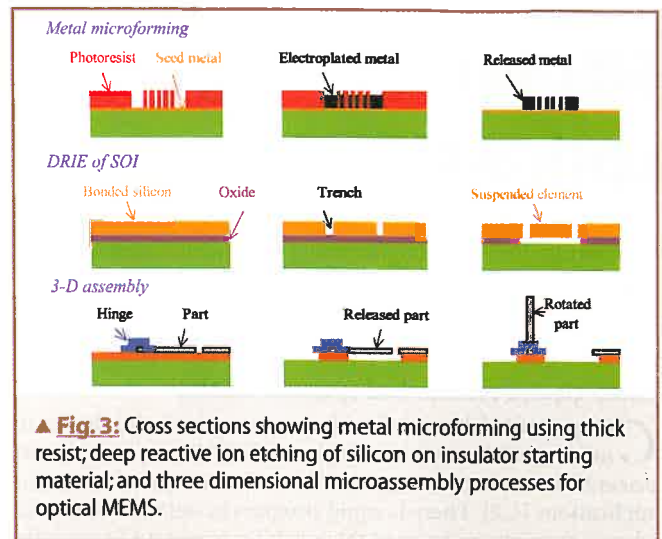 Metal microforming
Photoresist Seed metal Electroplated metal Released metal
DRIE of SOI
Bonded silicon Oxide Trench Suspended element
3-D assembly
Hinge Part Released part Rotated part
▲ Fig. 3: Cross sections showing metal microforming using thick
resist; deep reactive ion etching of silicon on insulator starting
material; and three dimensional microassembly processes for
optical MEMS.